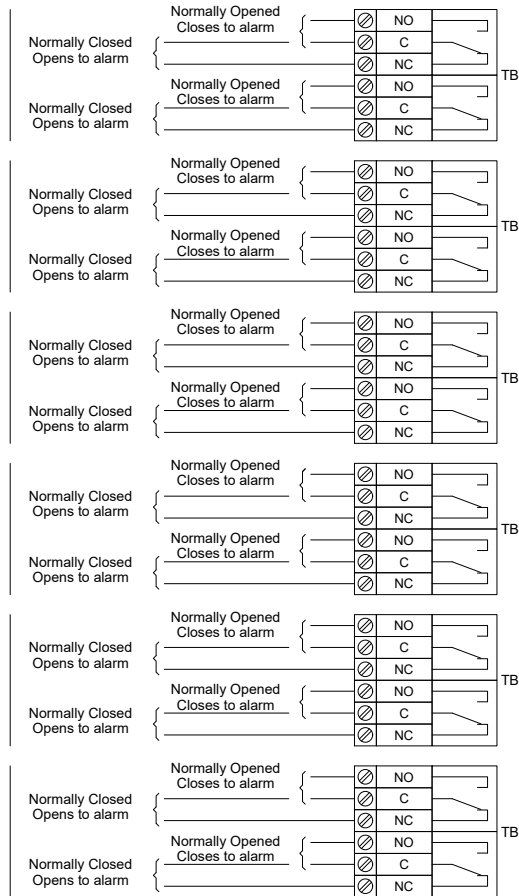 Normally Opened
Closes to alarm
NO
Normally Closed
Opens to alarm
C
NC
TB
Normally Opened
Closes to alarm
NO
Normally Closed
Opens to alarm
C
NC
Normally Opened
Closes to alarm
NO
Normally Closed
Opens to alarm
C
NC
TB
Normally Opened
Closes to alarm
NO
Normally Closed
Opens to alarm
C
NC
Normally Opened
Closes to alarm
NO
Normally Closed
Opens to alarm
C
NC
TB
Normally Opened
Closes to alarm
NO
Normally Closed
Opens to alarm
C
NC
Normally Opened
Closes to alarm
NO
Normally Closed
Opens to alarm
C
NC
TB
Normally Opened
Closes to alarm
NO
Normally Closed
Opens to alarm
C
NC
Normally Opened
Closes to alarm
NO
Normally Closed
Opens to alarm
C
NC
TB
Normally Opened
Closes to alarm
NO
Normally Closed
Opens to alarm
C
NC
Normally Opened
Closes to alarm
NO
Normally Closed
Opens to alarm
C
NC
TB
Normally Opened
Closes to alarm
NO
Normally Closed
Opens to alarm
C
NC